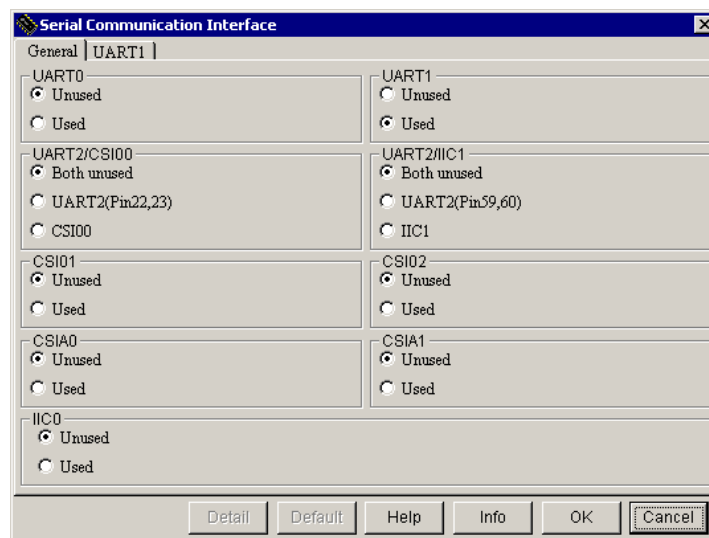 Serial Communication Interface
General UART1
UART0 UART1
Unused Unused
Used Used
UART2/CSI00 UART2/IIC1
Both unused Both unused
UART2(Pin22,23) UART2(Pin59,60)
CSI00 IIC1
CSI01 CSI02
Unused Unused
Used Used
CSIA0 CSIA1
Unused Unused
Used Used
IIC0
Unused
Used
Detail Default Help Info OK Cancel